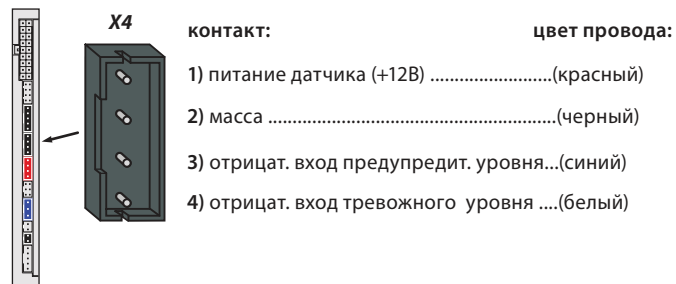 X4
контакт: цвет провода:
1) питание датчика (+12В) .........................(красный)
2) масса ..........................................................(черный)
3) отрицат. вход предупредит. уровня...(синий)
4) отрицат. вход тревожного уровня ....(белый)